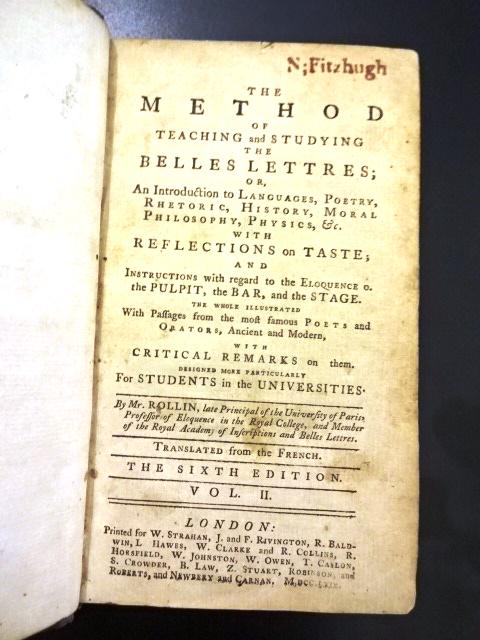 N;Fitzhugh
THE
METHOD
OF
TEACHING and STUDYING
THE
BELLES LETTRES;
OR,
An Introduction to LANGUAGES, POETRY,
RHETORIC, HISTORY, MORAL
PHILOSOPHY, PHYSICS, &c.
WITH
REFLECTIONS on TASTE;
AND
INSTRUCTIONS with regard to the ELOQUENCE o
the PULPIT, the BAR, and the STAGE.
THE WHOLE ILLUSTRATED
With Paſſages from the moſt famous POETS and
ORATORS, Ancient and Modern,
WITH
CRITICAL REMARKS on them.
DESIGNED MORE PARTICULARLY
For STUDENTS in the UNIVERSITIES.
By Mr. ROLLIN, late Principal of the Univerſity of Paris,
Profeſſor of Eloquence in the Royal College, and Member
of the Royal Academy of Inſcriptions and Belles Lettres.
TRANSLATED from the FRENCH.
THE SIXTH EDITION.
VOL. II.
LONDON:
Printed for W. STRAHAN, J. and F. RIVINGTON, R. BALD-
WIN, L HAWES, W. CLARKE and R. COLLINS, R.
HORSFIELD, W. JOHNSTON, W. OWEN, T. CASLON,
S. CROWDER, B. LAW, Z. STUART, ROBINSON, and
ROBERTS, and NEWBERY and CARNAN.